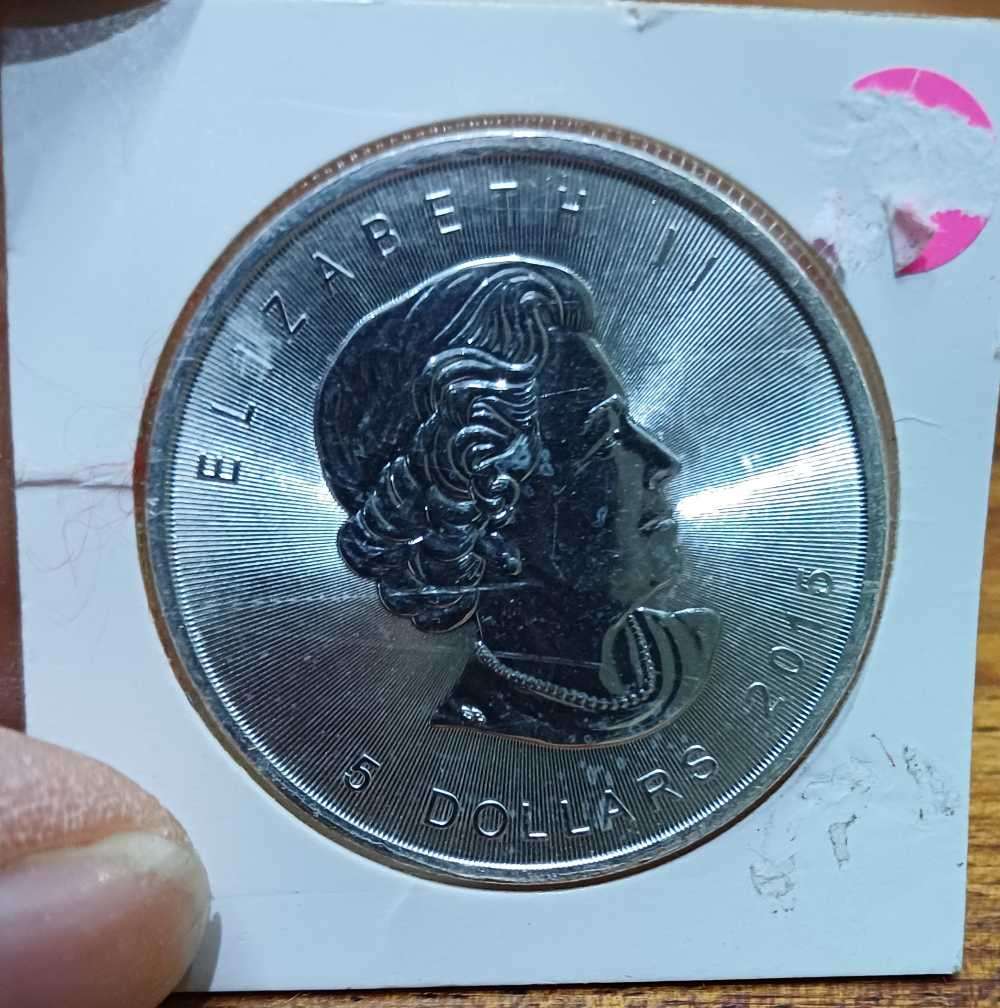 ELIZABETH II
5 DOLLARS 2015